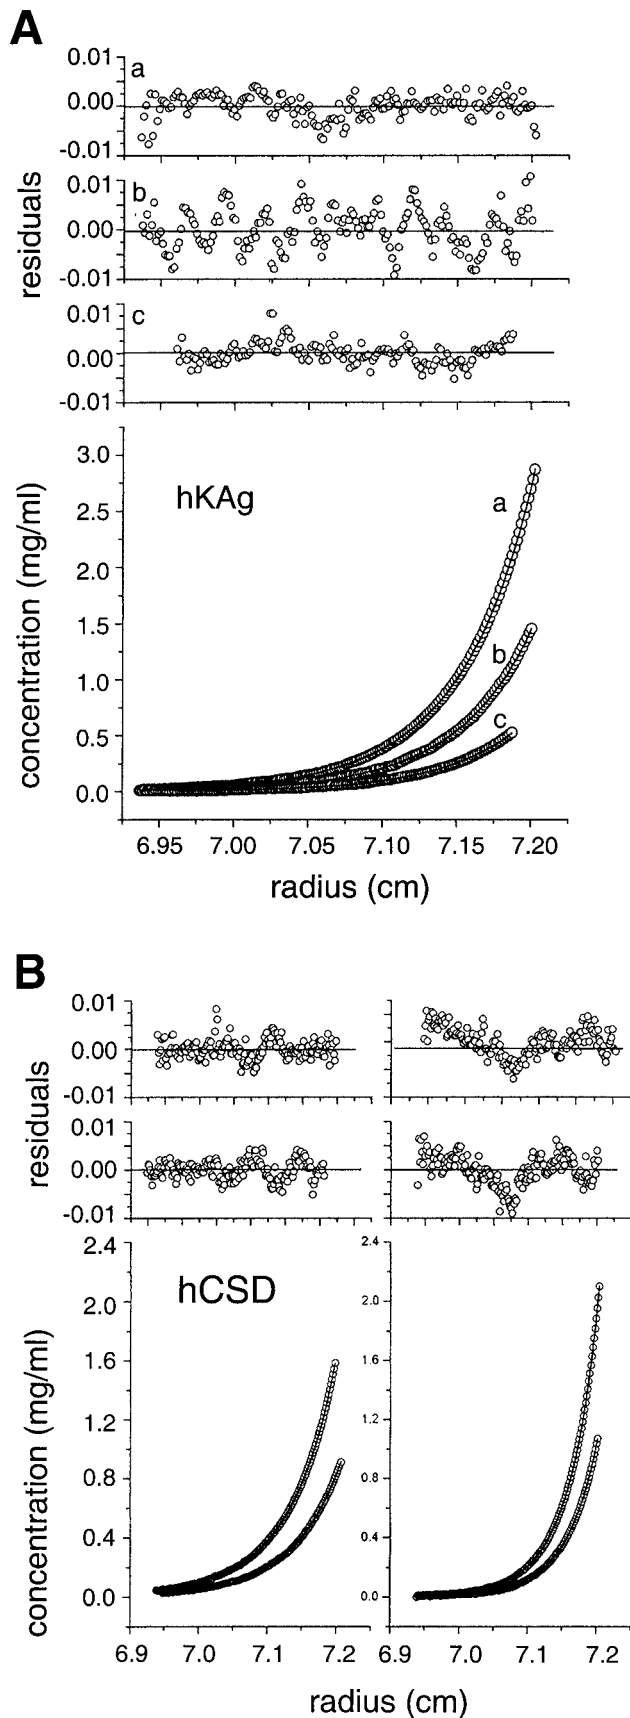 A
0.01
a
0.00
-0.01
0.01
b
0.00
-0.01
0.01
c
0.00
-0.01
residuals
3.0
2.5
2.0
1.5
1.0
0.5
0.0
hKAg
a
b
c
concentration (mg/ml)
6.95 7.00 7.05 7.10 7.15 7.20
radius (cm)
B
0.01
0.00
-0.01
0.01
0.00
-0.01
residuals
2.4
2.0
1.6
1.2
0.8
0.4
0.0
hCSD
2.4
2.0
1.6
1.2
0.8
0.4
0.0
concentration (mg/ml)
6.9 7.0 7.1 7.2 6.9 7.0 7.1 7.2
radius (cm)